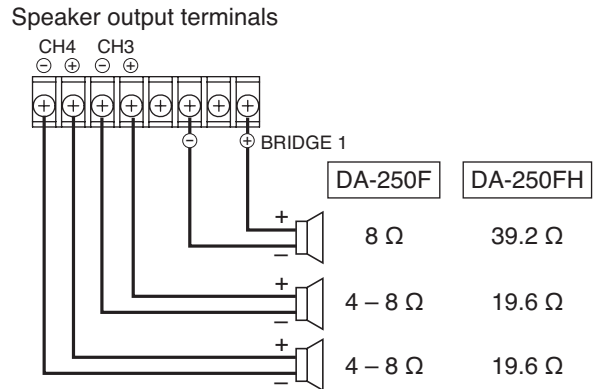 Speaker output terminals
CH4 CH3
⊖ ⊕ ⊖ ⊕
⊖ ⊕ BRIDGE 1
DA-250F DA-250FH
+
– 8 Ω 39.2 Ω
+
– 4 – 8 Ω 19.6 Ω
+
– 4 – 8 Ω 19.6 Ω